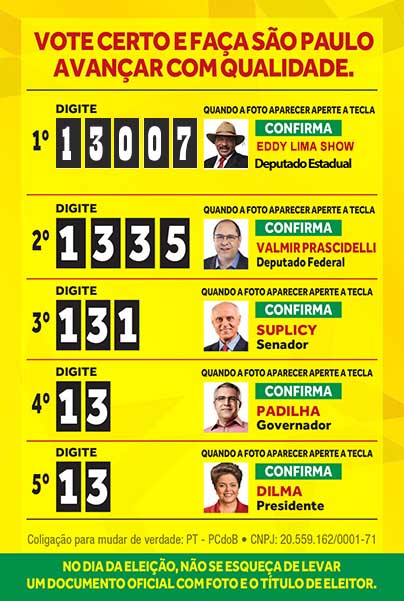 VOTE CERTO E FAÇA SÃO PAULO
AVANÇAR COM QUALIDADE.
DIGITE
QUANDO A FOTO APARECER APERTE A TECLA
1º 13007
CONFIRMA
EDDY LIMA SHOW
Deputado Estadual
DIGITE
QUANDO A FOTO APARECER APERTE A TECLA
2º 1335
CONFIRMA
VALMIR PRASCIDELLI
Deputado Federal
DIGITE
QUANDO A FOTO APARECER APERTE A TECLA
3º 131
CONFIRMA
SUPLICY
Senador
DIGITE
QUANDO A FOTO APARECER APERTE A TECLA
4º 13
CONFIRMA
PADILHA
Governador
DIGITE
QUANDO A FOTO APARECER APERTE A TECLA
5º 13
CONFIRMA
DILMA
Presidente
Coligação para mudar de verdade: PT - PCdoB • CNPJ: 20.559.162/0001-71
NO DIA DA ELEIÇÃO, NÃO SE ESQUEÇA DE LEVAR
UM DOCUMENTO OFICIAL COM FOTO E O TÍTULO DE ELEITOR.